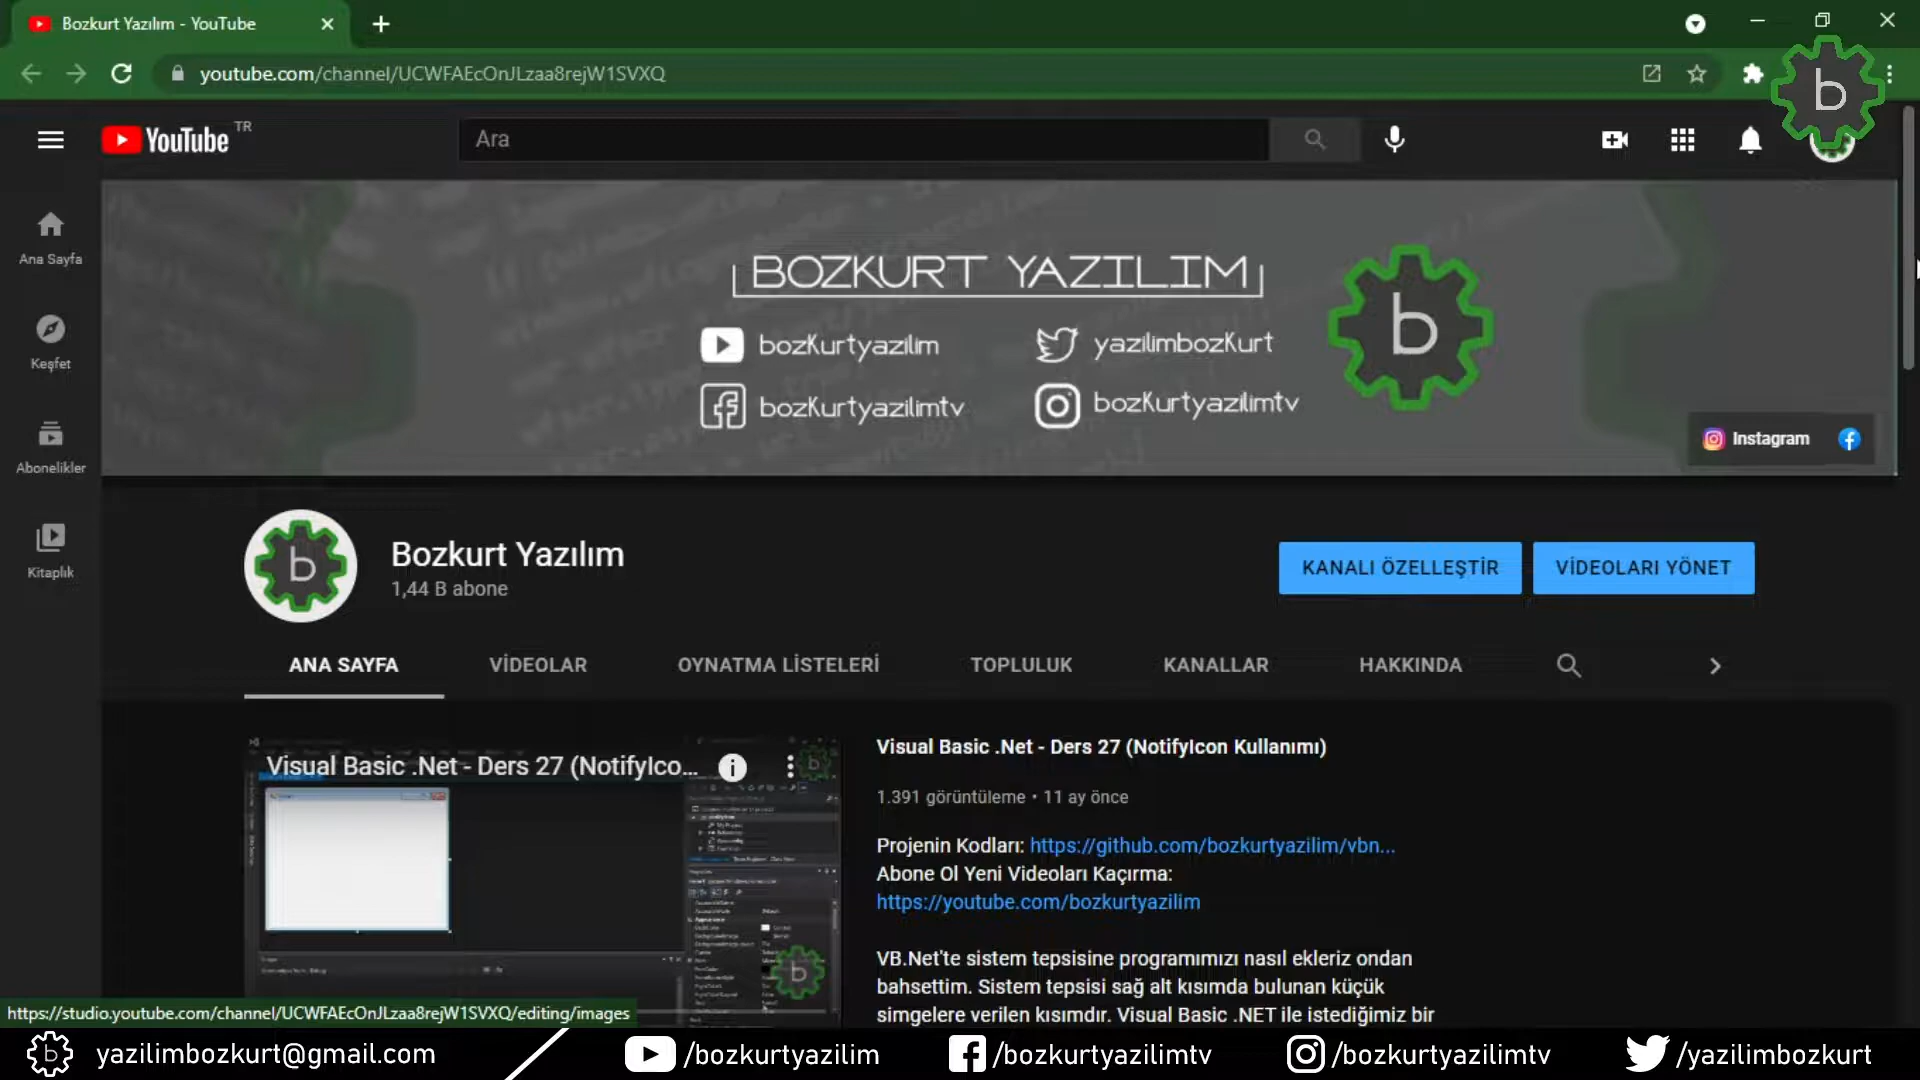 Bozkurt Yazılım - YouTube
youtube.com/channel/UCWFAEcOnJLzaa8rejW1SVXQ
b
YouTube TR
Ara
Ana Sayfa
Keşfet
Abonelikler
Kitaplık
BOZKURT YAZILIM
bozKurtyazilim
yazilimbozKurt
bozKurtyazilimtv
bozKurtyazilimtv
b
Instagram
b
Bozkurt Yazılım
1,44 B abone
KANALI ÖZELLEŞTİR
VİDEOLARI YÖNET
ANA SAYFA
VİDEOLAR
OYNATMA LİSTELERİ
TOPLULUK
KANALLAR
HAKKINDA
Visual Basic .Net - Ders 27 (NotifyIco...
b
b
Visual Basic .Net - Ders 27 (NotifyIcon Kullanımı)
1.391 görüntüleme • 11 ay önce
Projenin Kodları: https://github.com/bozkurtyazilim/vbn...
Abone Ol Yeni Videoları Kaçırma:
https://youtube.com/bozkurtyazilim
VB.Net'te sistem tepsisine programımızı nasıl ekleriz ondan
bahsettim. Sistem tepsisi sağ alt kısımda bulunan küçük
simgelere verilen kısımdır. Visual Basic .NET ile istediğimiz bir
https://studio.youtube.com/channel/UCWFAEcOnJLzaa8rejW1SVXQ/editing/images
b
yazilimbozkurt@gmail.com
/bozkurtyazilim
/bozkurtyazilimtv
/bozkurtyazilimtv
/yazilimbozkurt